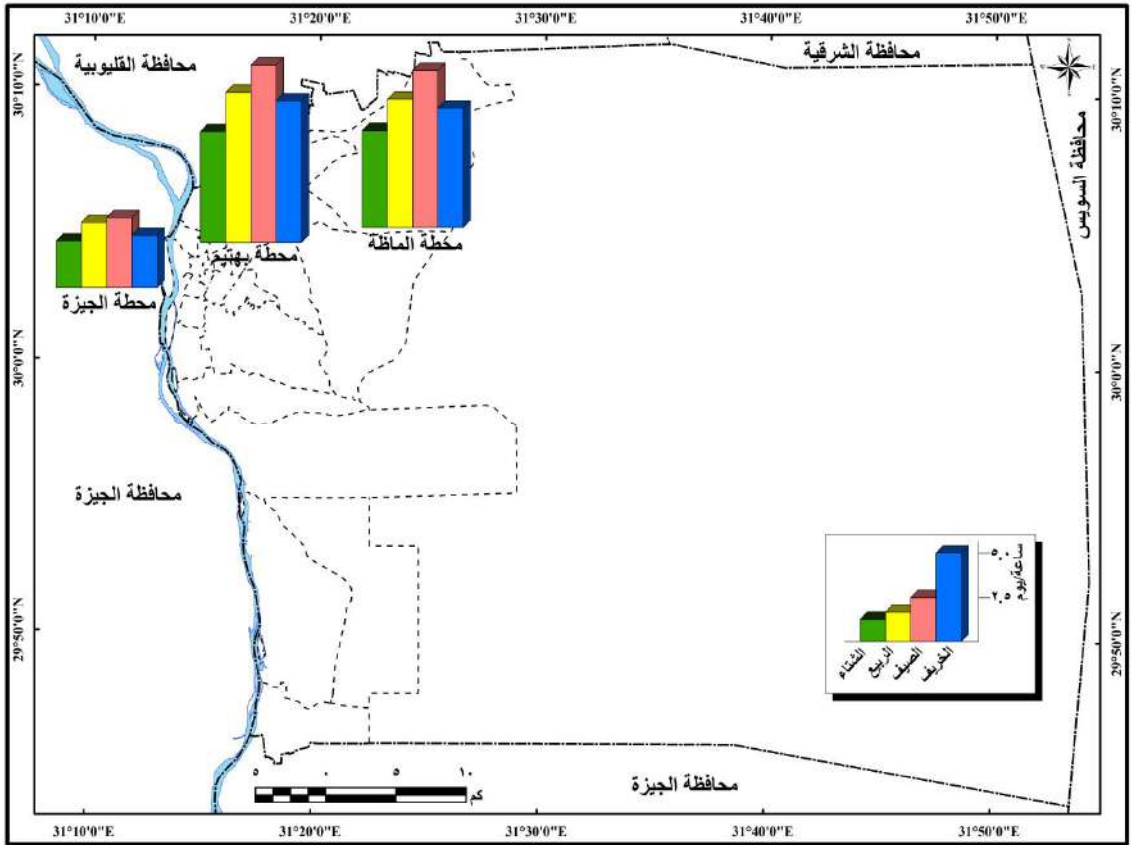 31°10'0"E 31°20'0"E 31°30'0"E 31°40'0"E 31°50'0"E
محافظة القليوبية
محافظة الشرقية
30°10'0"N
30°10'0"N
محافظة السويس
محطة الماظة
محطة بهتيم
محطة الجيزة
30°0'0"N
30°0'0"N
محافظة الجيزة
ساعة/يوم
٥.٠
٢.٥
الشتاء
الربيع
الصيف
الخريف
29°50'0"N
29°50'0"N
محافظة الجيزة
٥ ٠ ٥ ١٠
كم
31°10'0"E 31°20'0"E 31°30'0"E 31°40'0"E 31°50'0"E